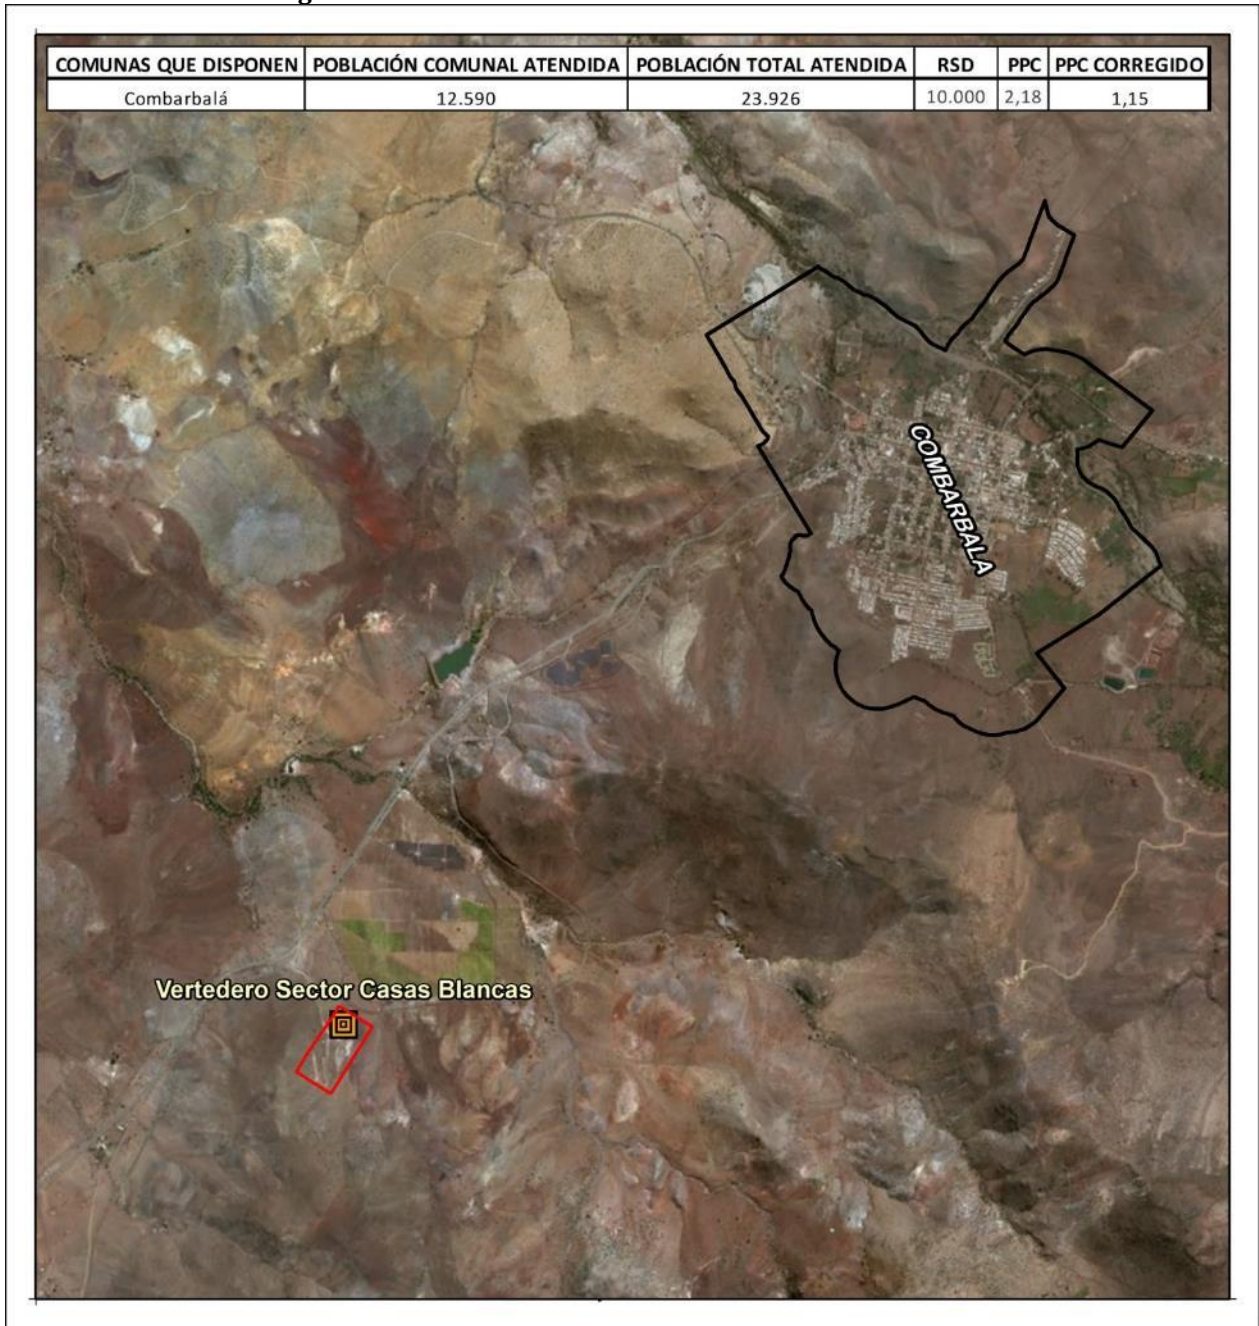 COMUNAS QUE DISPONEN POBLACIÓN COMUNAL ATENDIDA POBLACIÓN TOTAL ATENDIDA RSD PPC PPC CORREGIDO
Combarbalá 12.590 23.926 10.000 2,18 1,15
COMBARBALA
Vertedero Sector Casas Blancas